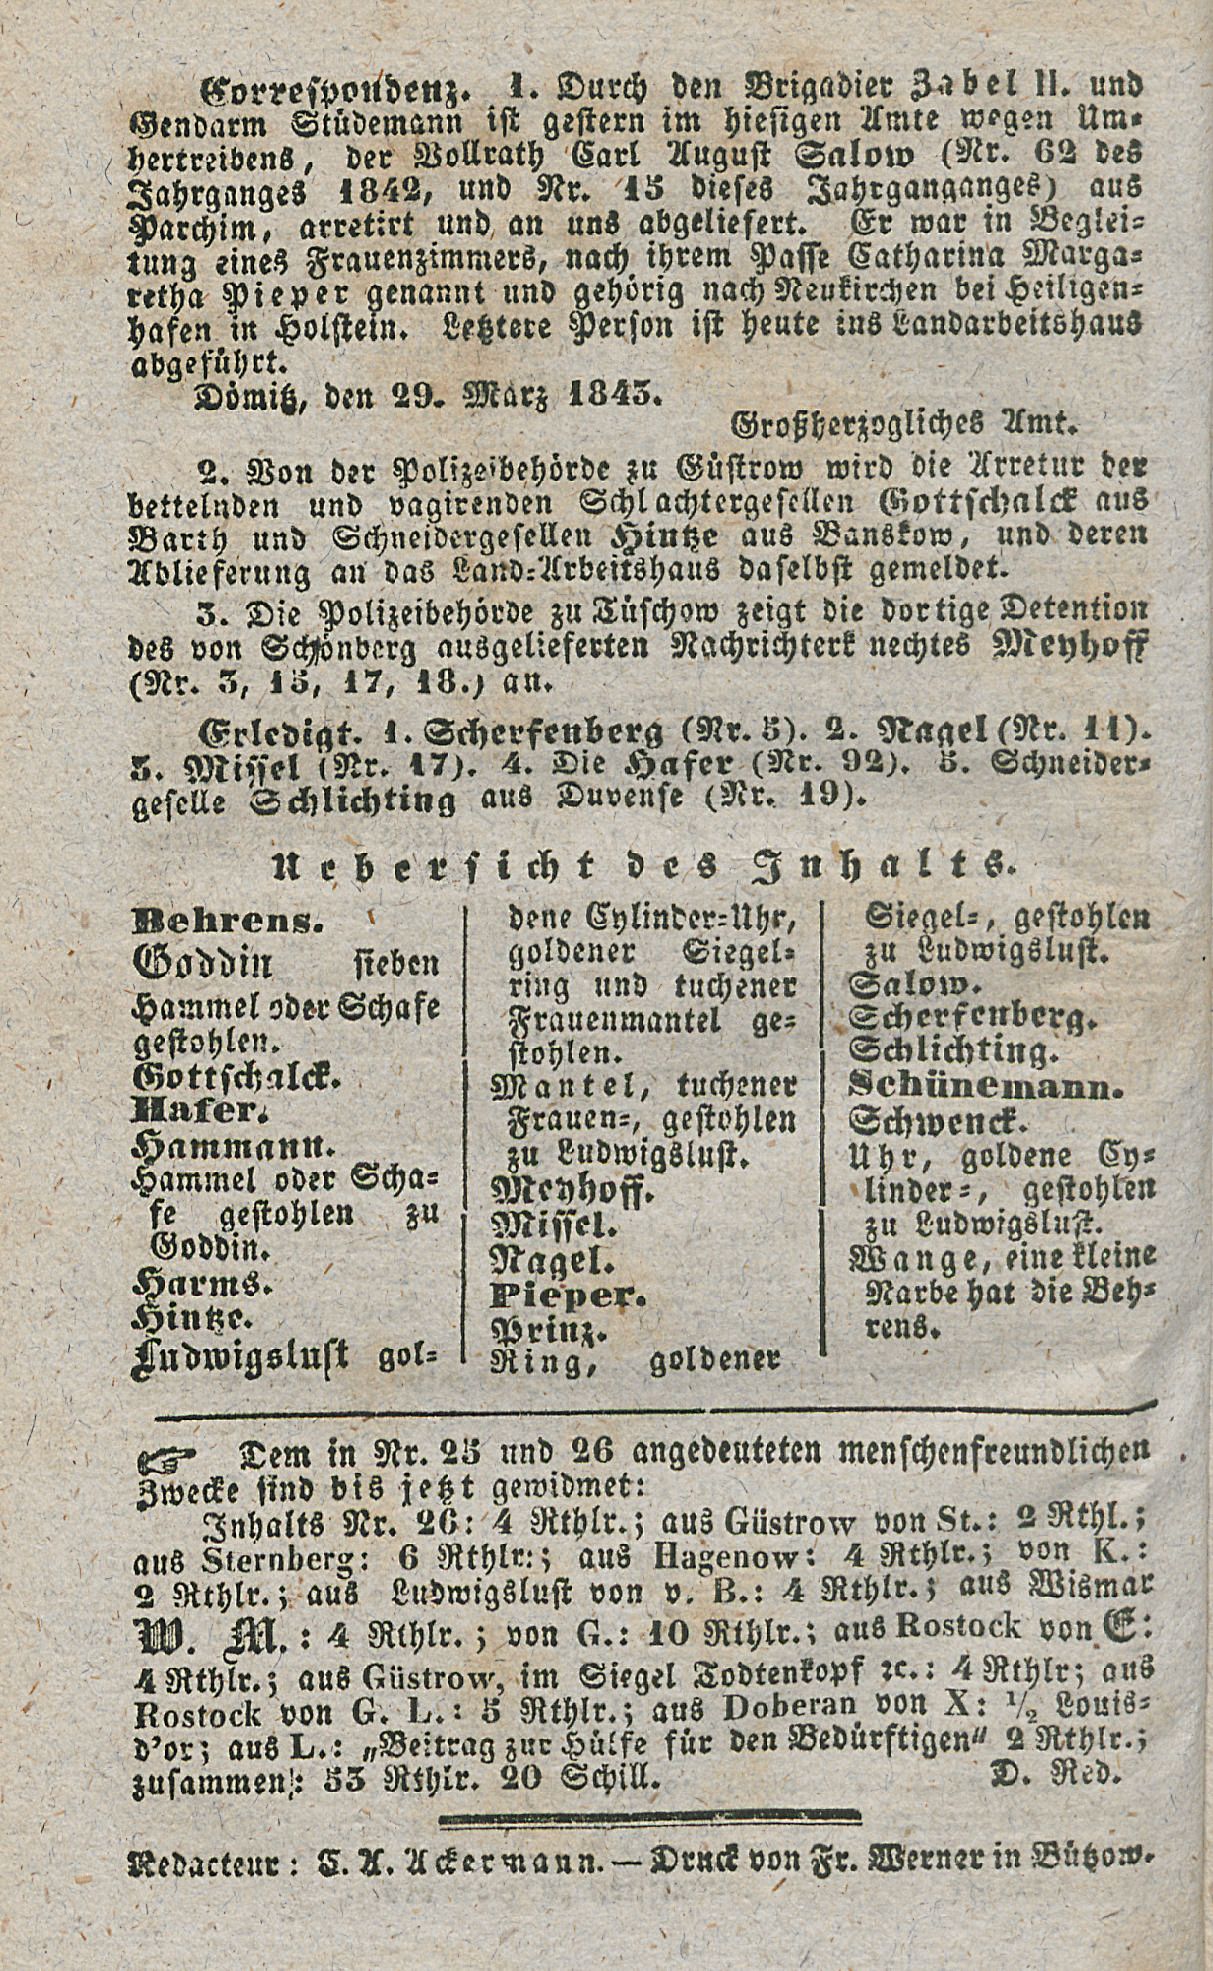 Correspondenz. 1. Durch den Brigadier Zabel II. und
Gendarm Stüdemann ist gestern im hiesigen Amte wegen Um-
hertreibens, der Vollrath Carl August Salow (Nr. 62 des
Jahrganges 1842, und Nr. 15 dieses Jahrganganges) aus
Parchim, arretirt und an uns abgeliefert. Er war in Beglei-
tung eines Frauenzimmers, nach ihrem Passe Catharina Marga-
retha Pieper genannt und gehörig nach Neukirchen bei Heiligen-
hafen in Holstein. Letztere Person ist heute ins Landarbeitshaus
abgeführt.
Dömitz, den 29. März 1843.
Großherzogliches Amt.
2. Von der Polizeibehörde zu Güstrow wird die Arretur der
bettelnden und vagirenden Schlachtergesellen Gottschalck aus
Barth und Schneidergesellen Hintze aus Banskow, und deren
Ablieferung an das Land-Arbeitshaus daselbst gemeldet.
3. Die Polizeibehörde zu Tüschow zeigt die dortige Detention
des von Schönberg ausgelieferten Nachrichterk nechtes Meyhoff
(Nr. 3, 15, 17, 18.) an.
Erledigt. 1. Scherfenberg (Nr. 5). 2. Nagel (Nr. 11).
3. Missel (Nr. 17). 4. Die Hafer (Nr. 92). 5. Schneider-
geselle Schlichting aus Duvense (Nr. 19).
Uebersicht des Inhalts.
Behrens.
Goddin sieben
Hammel oder Schafe
gestohlen.
Gottschalck.
Hafer.
Hammann.
Hammel oder Scha-
fe gestohlen zu
Goddin.
Harms.
Hintze.
Ludwigslust gol-
dene Cylinder-Uhr,
goldener Siegel-
ring und tuchener
Frauenmantel ge-
stohlen.
Mantel, tuchener
Frauen-, gestohlen
zu Ludwigslust.
Meyhoff.
Missel.
Nagel.
Pieper.
Prinz.
Ring, goldener
Siegel-, gestohlen
zu Ludwigslust.
Salow.
Scherfenberg.
Schlichting.
Schünemann.
Schwenck.
Uhr, goldene Cy-
linder-, gestohlen
zu Ludwigslust.
Wange, eine kleine
Narbe hat die Beh-
rens.
☞ Dem in Nr. 25 und 26 angedeuteten menschenfreundlichen
Zwecke sind bis jetzt gewidmet:
Inhalts Nr. 26: 4 Rthlr.; aus Güstrow von St.: 2 Rthl.;
aus Sternberg: 6 Rthlr.; aus Hagenow: 4 Rthlr.; von K.:
2 Rthlr.; aus Ludwigslust von v. B.: 4 Rthlr.; aus Wismar
W. M.: 4 Rthlr.; von G.: 10 Rthlr.; aus Rostock von E:
4 Rthlr.; aus Güstrow, im Siegel Todtenkopf ꝛc.: 4 Rthlr; aus
Rostock von G. L.: 5 Rthlr.; aus Doberan von X: 1/2 Louis-
d'or; aus L.: „Beitrag zur Hülfe für den Bedürftigen“ 2 Rthlr.;
zusammen: 53 Rthlr. 20 Schill. D. Red.
Redacteur: C. A. Ackermann. — Druck von Fr. Werner in Bützow.